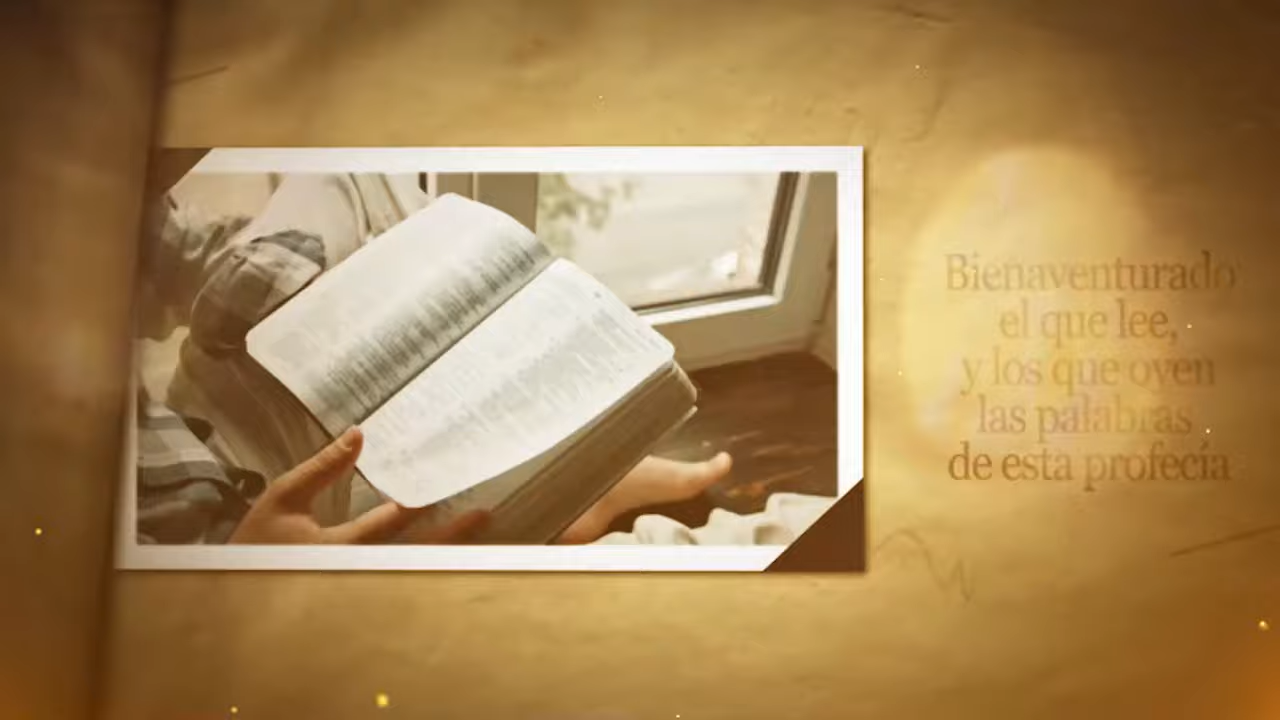 Bienaventurado
el que lee,
y los que oyen
las palabras
de esta profecía